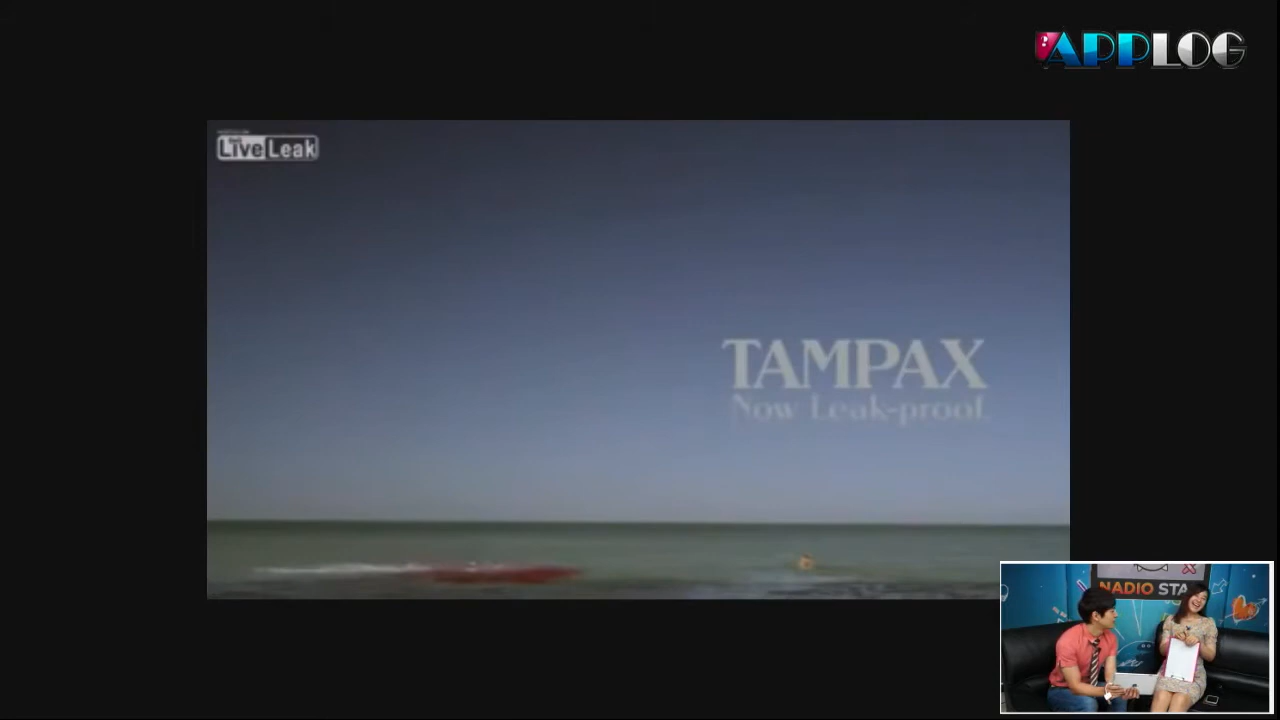 APPLOG
LiveLeak
TAMPAX
Now Leak-proof
NADIO STA